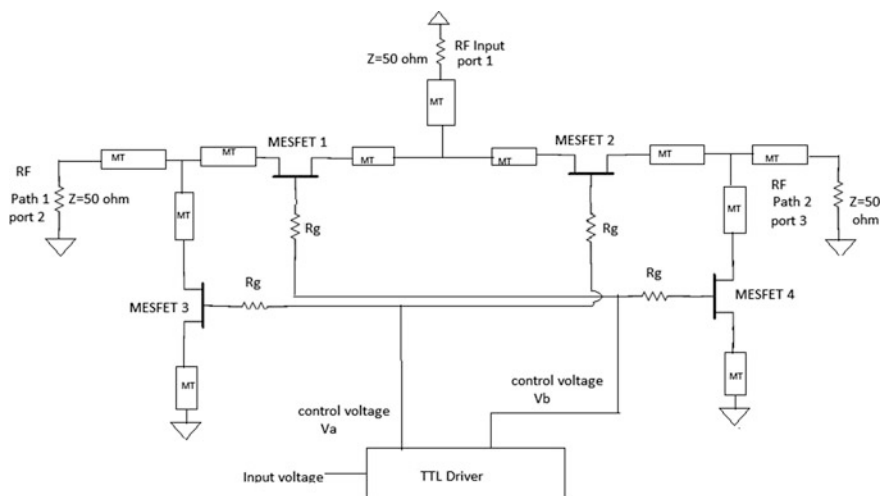 RF Input
port 1
Z=50 ohm
MT
MESFET 1
MESFET 2
MT
MT
MT
MT
MT
MT
RF
Path 1
port 2
Z=50 ohm
MT
Rg
Rg
MT
RF
Path 2
port 3
Z=50
ohm
Rg
Rg
MESFET 3
MESFET 4
MT
MT
control voltage
Va
control voltage
Vb
Input voltage
TTL Driver